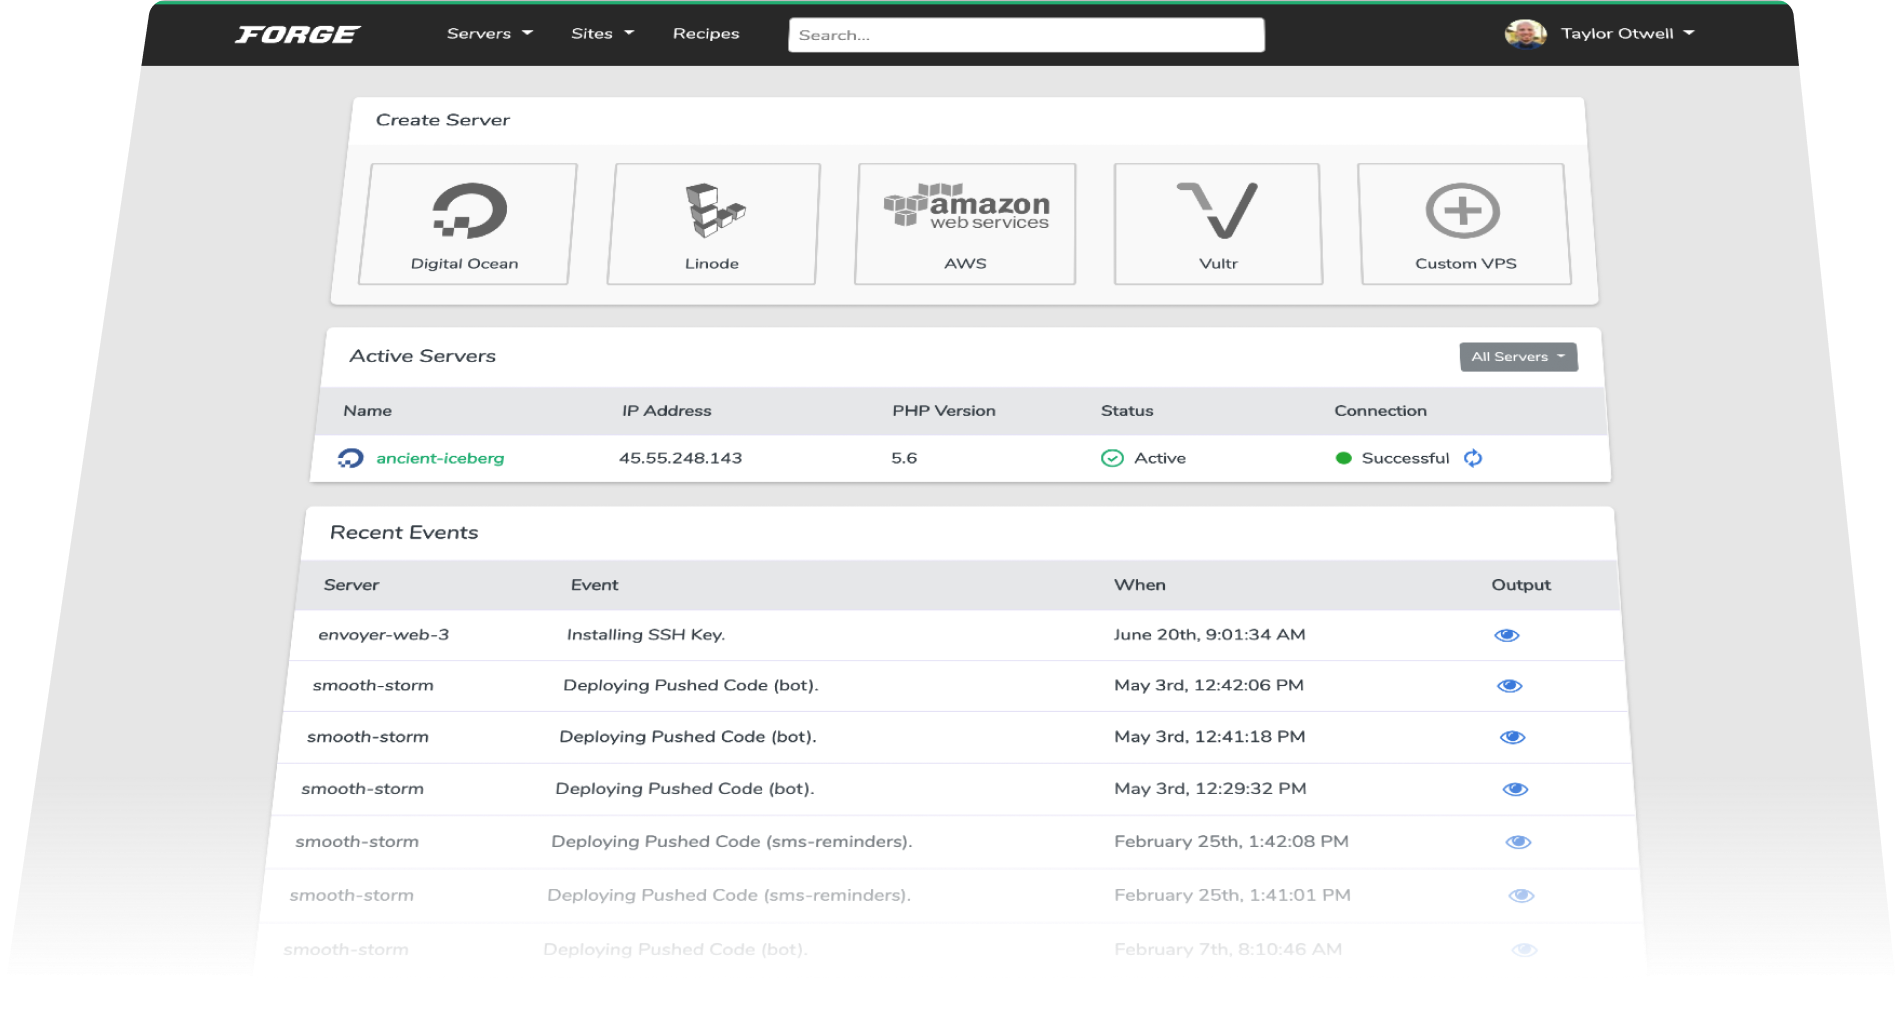 FORGE Servers Sites Recipes Search... Taylor Otwell
Create Server
amazon
web services
Digital Ocean Linode AWS Vultr Custom VPS
Active Servers All Servers
Name IP Address PHP Version Status Connection
ancient-iceberg 45.55.248.143 5.6 Active Successful
Recent Events
Server Event When Output
envoyer-web-3 Installing SSH Key. June 20th, 9:01:34 AM
smooth-storm Deploying Pushed Code (bot). May 3rd, 12:42:06 PM
smooth-storm Deploying Pushed Code (bot). May 3rd, 12:41:18 PM
smooth-storm Deploying Pushed Code (bot). May 3rd, 12:29:32 PM
smooth-storm Deploying Pushed Code (sms-reminders). February 25th, 1:42:08 PM
smooth-storm Deploying Pushed Code (sms-reminders). February 25th, 1:41:01 PM
smooth-storm Deploying Pushed Code (bot). February 7th, 8:10:46 AM